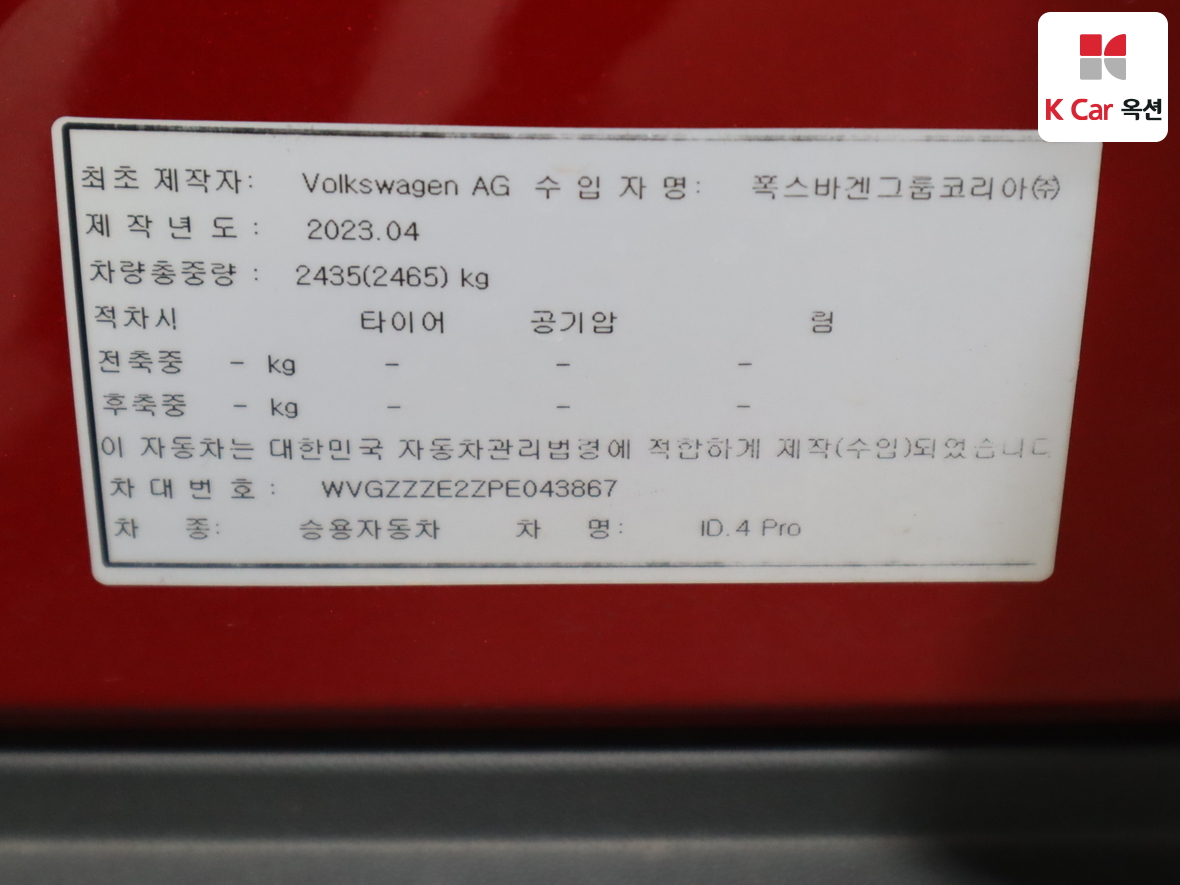 K Car 옥션
최초 제작자: Volkswagen AG 수 입 자 명: 폭스바겐그룹코리아㈜
제 작 년 도 : 2023.04
차량총중량 : 2435(2465) kg
적차시 타이어 공기압 림
전축중 - kg - - -
후축중 - kg - - -
이 자동차는 대한민국 자동차관리법령에 적합하게 제작(수입)되었습니다
차 대 번 호 : WVGZZZE2ZPE043867
차 종: 승용자동차 차 명: ID.4 Pro